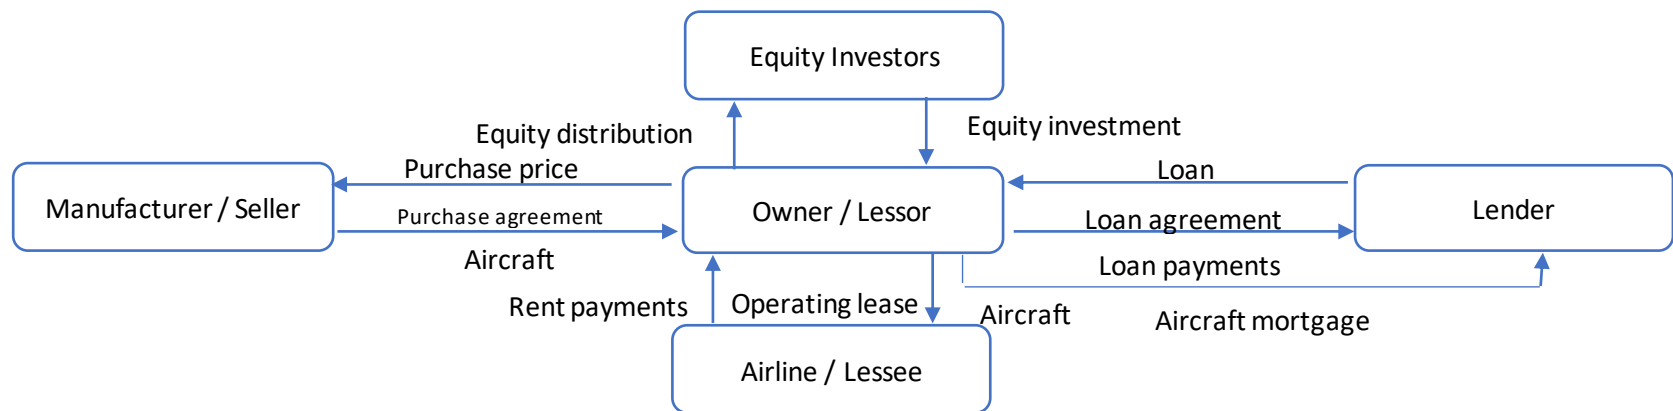 Equity Investors
Equity distribution
Equity investment
Purchase price
Loan
Manufacturer / Seller
Purchase agreement
Owner / Lessor
Loan agreement
Lender
Aircraft
Loan payments
Rent payments
Operating lease
Aircraft
Aircraft mortgage
Airline / Lessee